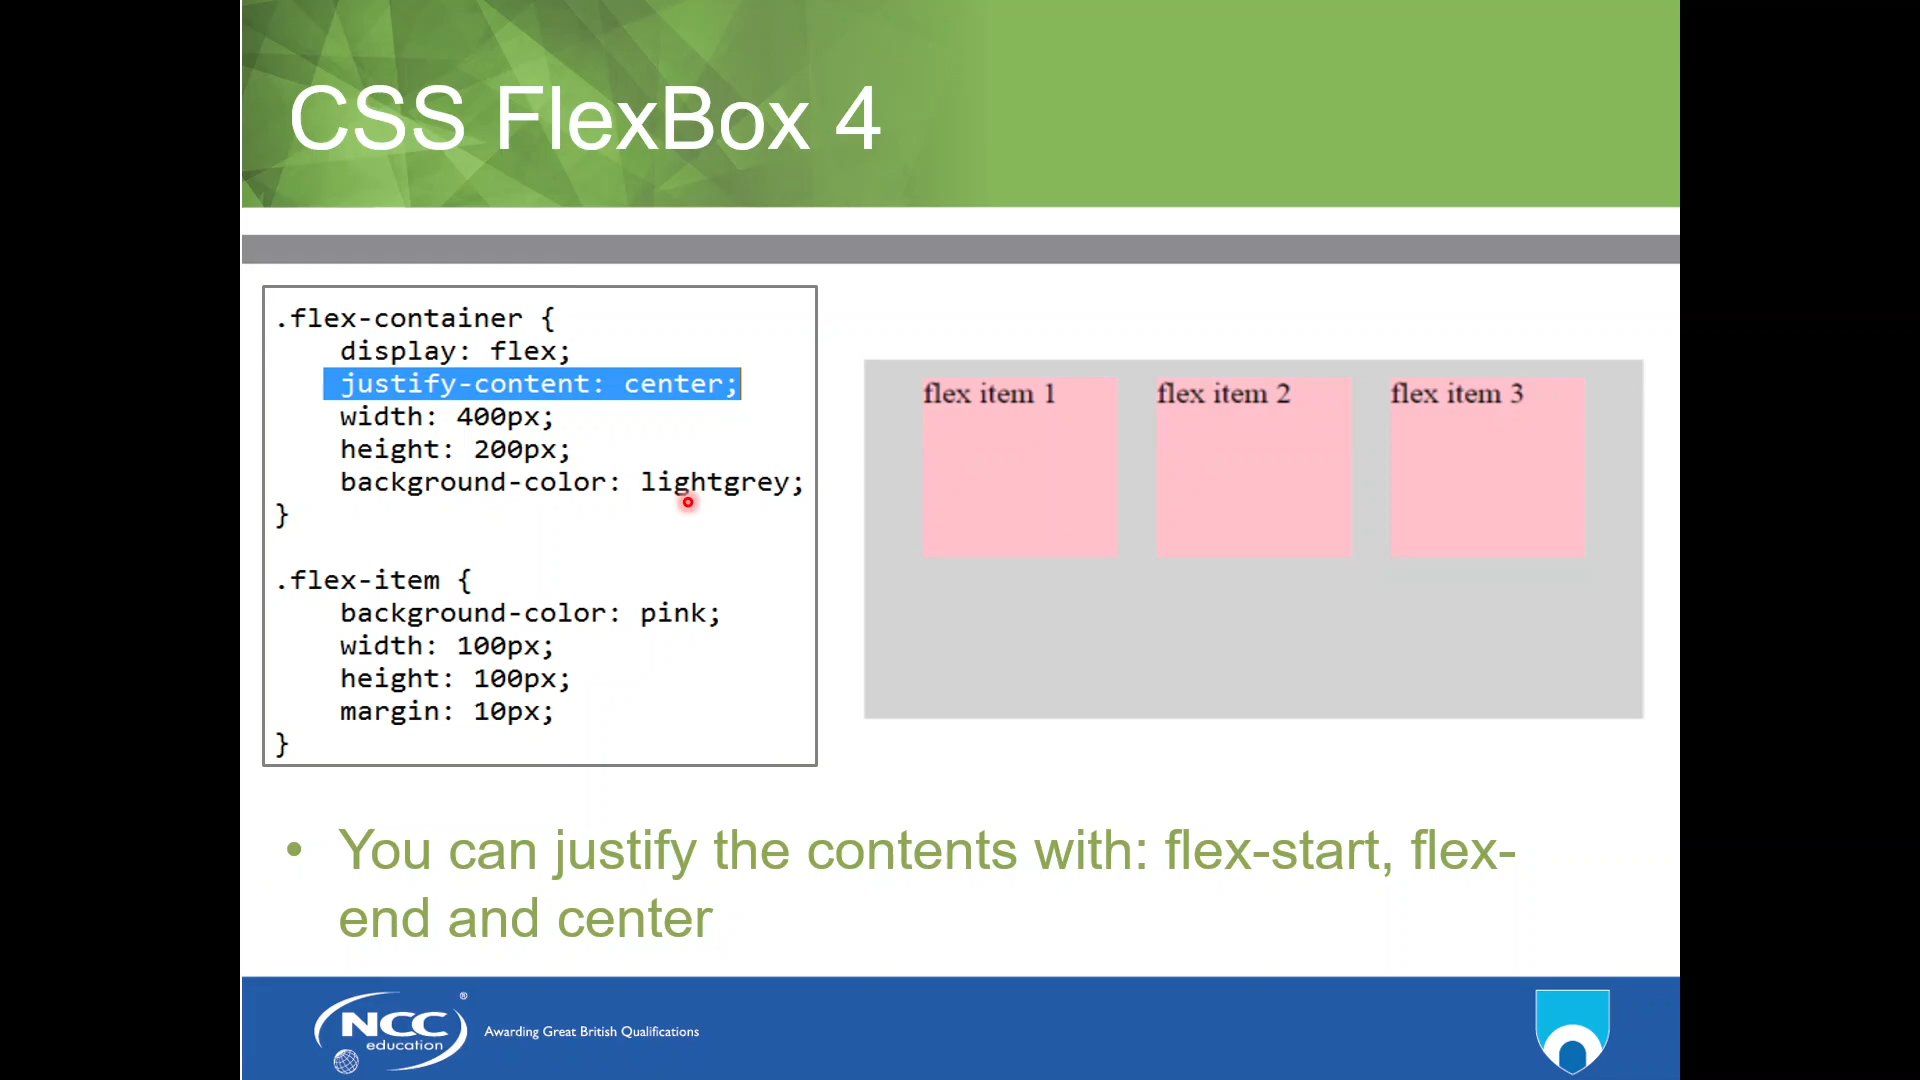 CSS FlexBox 4
.flex-container {
display: flex;
justify-content: center;
width: 400px;
height: 200px;
background-color: lightgrey;
}
.flex-item {
background-color: pink;
width: 100px;
height: 100px;
margin: 10px;
}
flex item 1
flex item 2
flex item 3
• You can justify the contents with: flex-start, flex-
end and center
NCC ®
education
Awarding Great British Qualifications